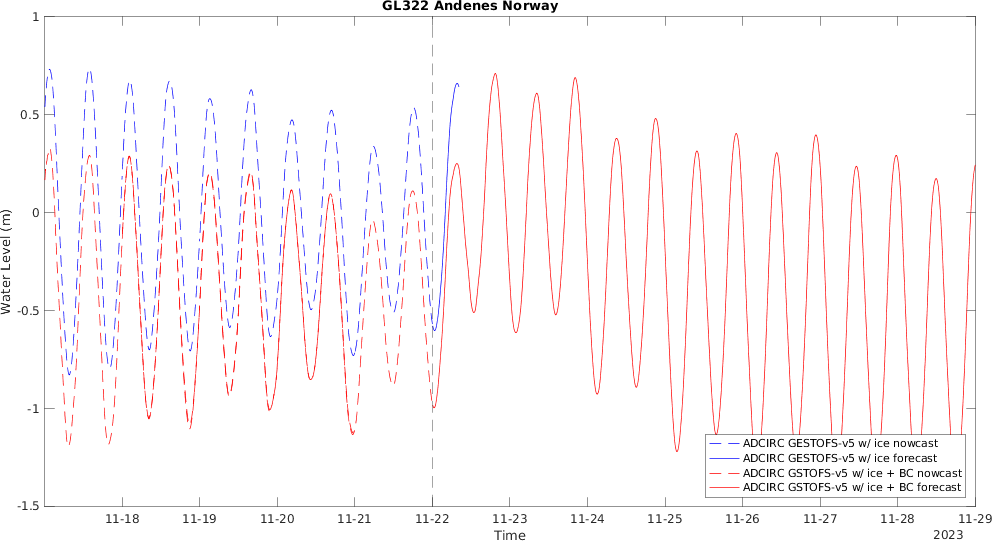 GL322 Andenes Norway
1
0.5
0
-0.5
-1
-1.5
Water Level (m)
ADCIRC GESTOFS-v5 w/ ice nowcast
ADCIRC GESTOFS-v5 w/ ice forecast
ADCIRC GSTOFS-v5 w/ ice + BC nowcast
ADCIRC GSTOFS-v5 w/ ice + BC forecast
11-18 11-19 11-20 11-21 11-22 11-23 11-24 11-25 11-26 11-27 11-28 11-29
Time
2023